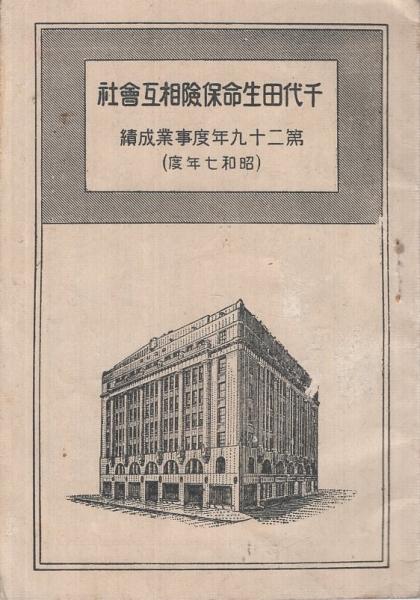 千代田生命保險相互會社
第二十九年度事業成績
(昭和七年度)